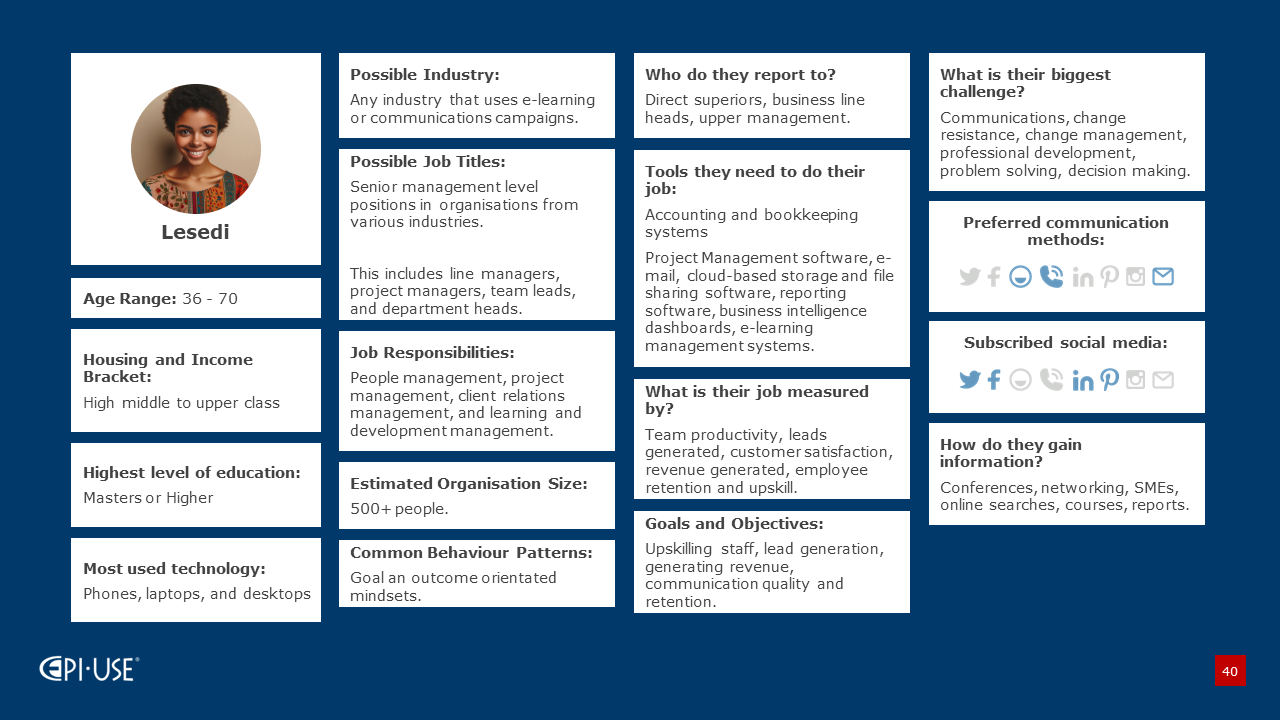 Lesedi
Age Range: 36 - 70
Housing and Income
Bracket:
High middle to upper class
Highest level of education:
Masters or Higher
Most used technology:
Phones, laptops, and desktops
Possible Industry:
Any industry that uses e-learning
or communications campaigns.
Possible Job Titles:
Senior management level
positions in organisations from
various industries.
This includes line managers,
project managers, team leads,
and department heads.
Job Responsibilities:
People management, project
management, client relations
management, and learning and
development management.
Estimated Organisation Size:
500+ people.
Common Behaviour Patterns:
Goal an outcome orientated
mindsets.
Who do they report to?
Direct superiors, business line
heads, upper management.
Tools they need to do their
job:
Accounting and bookkeeping
systems
Project Management software, e-
mail, cloud-based storage and file
sharing software, reporting
software, business intelligence
dashboards, e-learning
management systems.
What is their job measured
by?
Team productivity, leads
generated, customer satisfaction,
revenue generated, employee
retention and upskill.
Goals and Objectives:
Upskilling staff, lead generation,
generating revenue,
communication quality and
retention.
What is their biggest
challenge?
Communications, change
resistance, change management,
professional development,
problem solving, decision making.
Preferred communication
methods:
Subscribed social media:
How do they gain
information?
Conferences, networking, SMEs,
online searches, courses, reports.
EPI·USE®
40